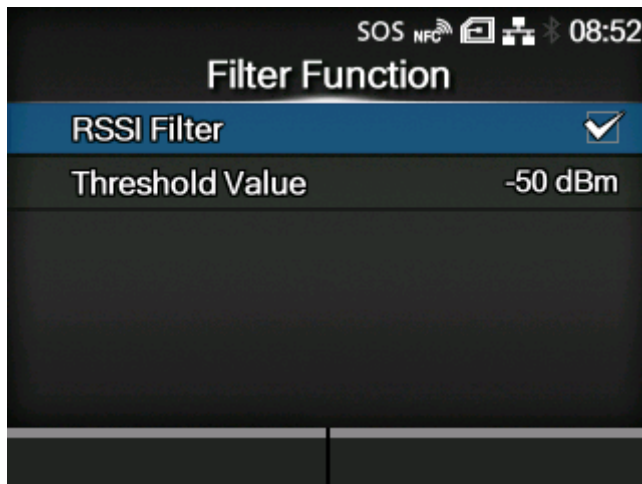 SOS NFC 08:52
Filter Function
RSSI Filter
Threshold Value -50 dBm